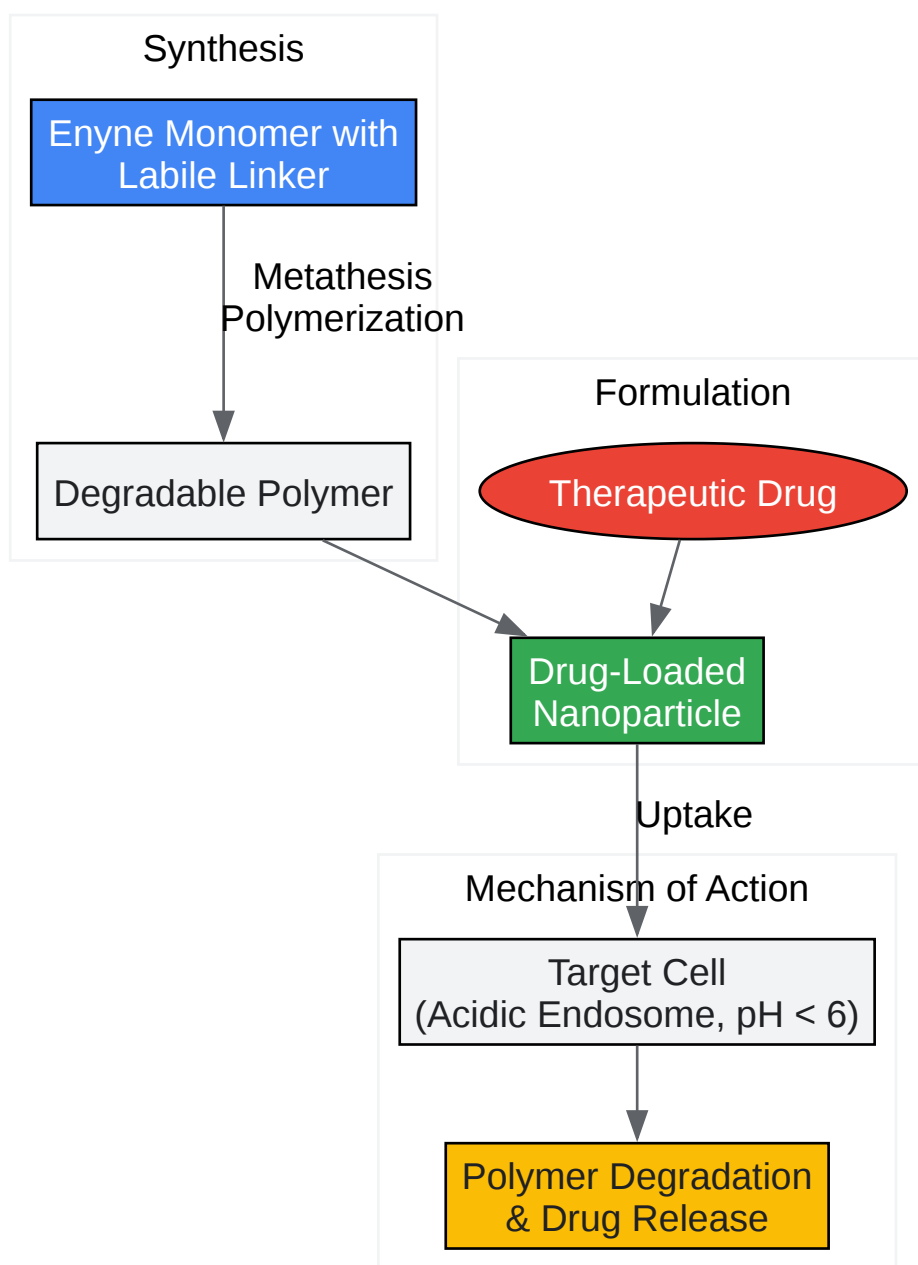 Synthesis
Enyne Monomer with
Labile Linker
Metathesis
Polymerization
Degradable Polymer
Formulation
Therapeutic Drug
Drug-Loaded
Nanoparticle
Uptake
Mechanism of Action
Target Cell
(Acidic Endosome, pH < 6)
Polymer Degradation
& Drug Release